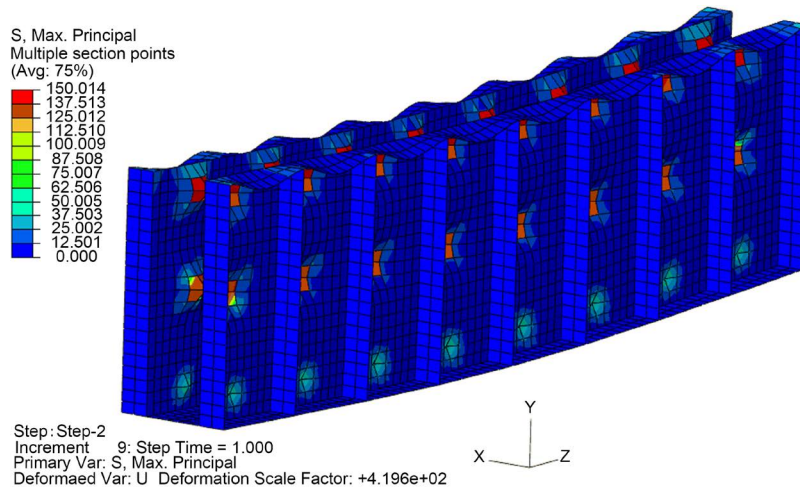 S, Max. Principal
Multiple section points
(Avg: 75%)
150.014
137.513
125.012
112.510
100.009
87.508
75.007
62.506
50.005
37.503
25.002
12.501
0.000
Y
X
Z
Step: Step-2
Increment 9: Step Time = 1.000
Primary Var: S, Max. Principal
Deformaed Var: U Deformation Scale Factor: +4.196e+02